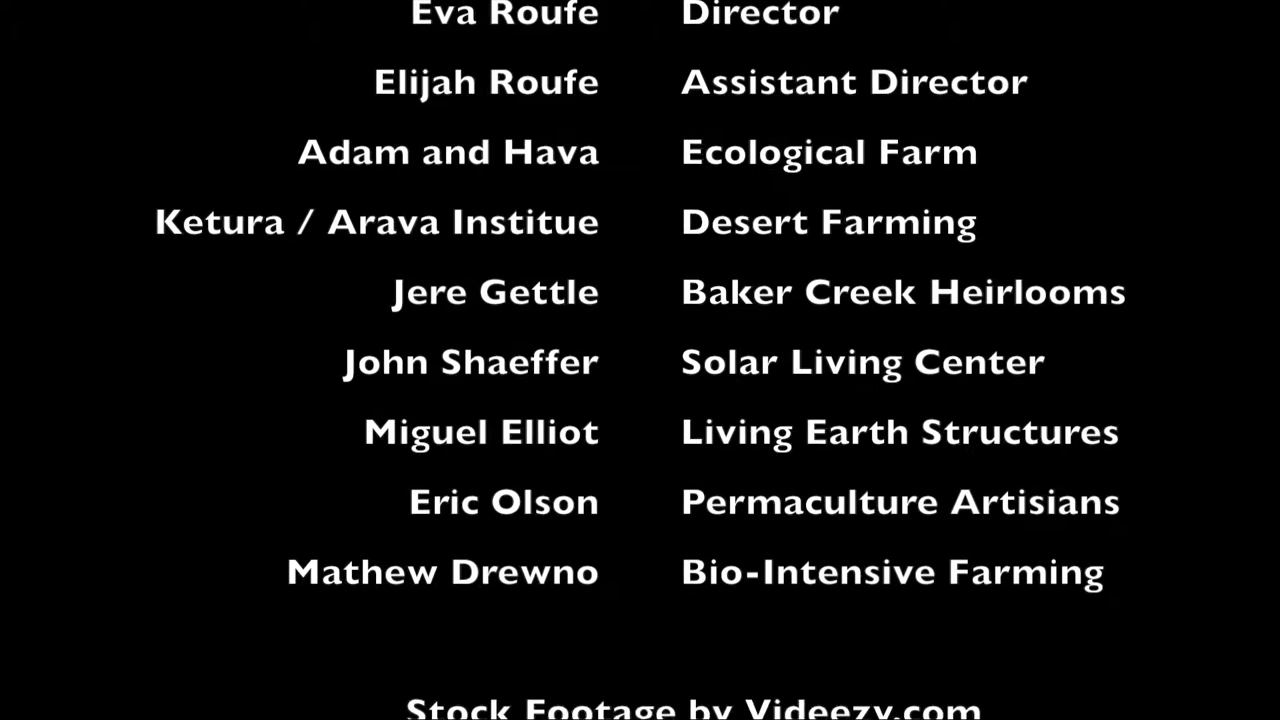 Eva Roufe Director
Elijah Roufe Assistant Director
Adam and Hava Ecological Farm
Ketura / Arava Institue Desert Farming
Jere Gettle Baker Creek Heirlooms
John Shaeffer Solar Living Center
Miguel Elliot Living Earth Structures
Eric Olson Permaculture Artisians
Mathew Drewno Bio-Intensive Farming
Stock Footage by Videezy.com